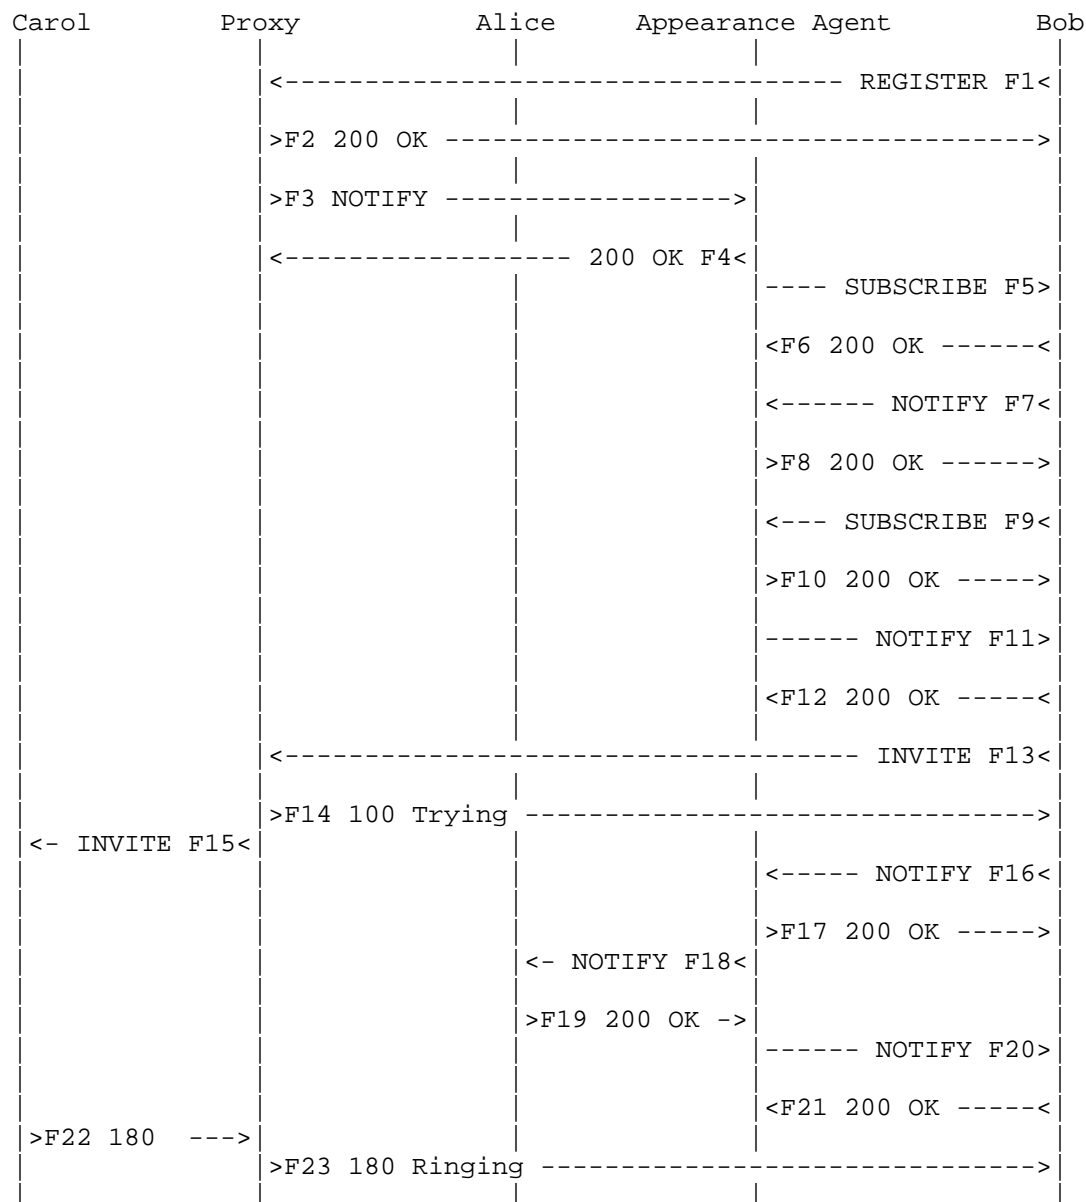 Carol Proxy Alice Appearance Agent Bob
<---------------------------------- REGISTER F1<
>F2 200 OK ------------------------------------>
>F3 NOTIFY ------------------>
<------------------ 200 OK F4<
---- SUBSCRIBE F5>
<F6 200 OK ------<
<------ NOTIFY F7<
>F8 200 OK ------>
<--- SUBSCRIBE F9<
>F10 200 OK ----->
------ NOTIFY F11>
<F12 200 OK -----<
<------------------------------------ INVITE F13<
>F14 100 Trying -------------------------------->
<- INVITE F15<
<----- NOTIFY F16<
>F17 200 OK ----->
<- NOTIFY F18<
>F19 200 OK ->
------ NOTIFY F20>
<F21 200 OK -----<
>F22 180 --->
>F23 180 Ringing ------------------------------->